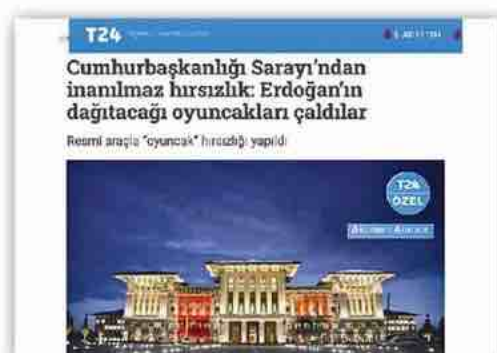 T24
Cumhurbaşkanlığı Sarayı’ndan
inanılmaz hırsızlık: Erdoğan’ın
dağıtacağı oyuncakları çaldılar
Resmi araçla "oyuncak" hırsızlığı yapıldı
T24
ÖZEL